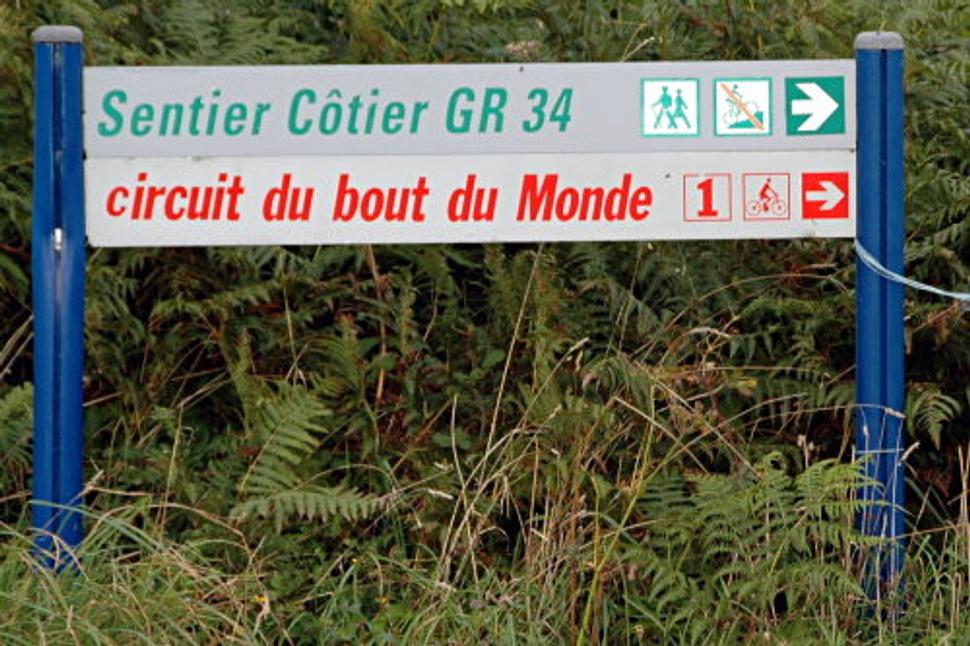 Sentier Côtier GR 34
circuit du bout du Monde 1